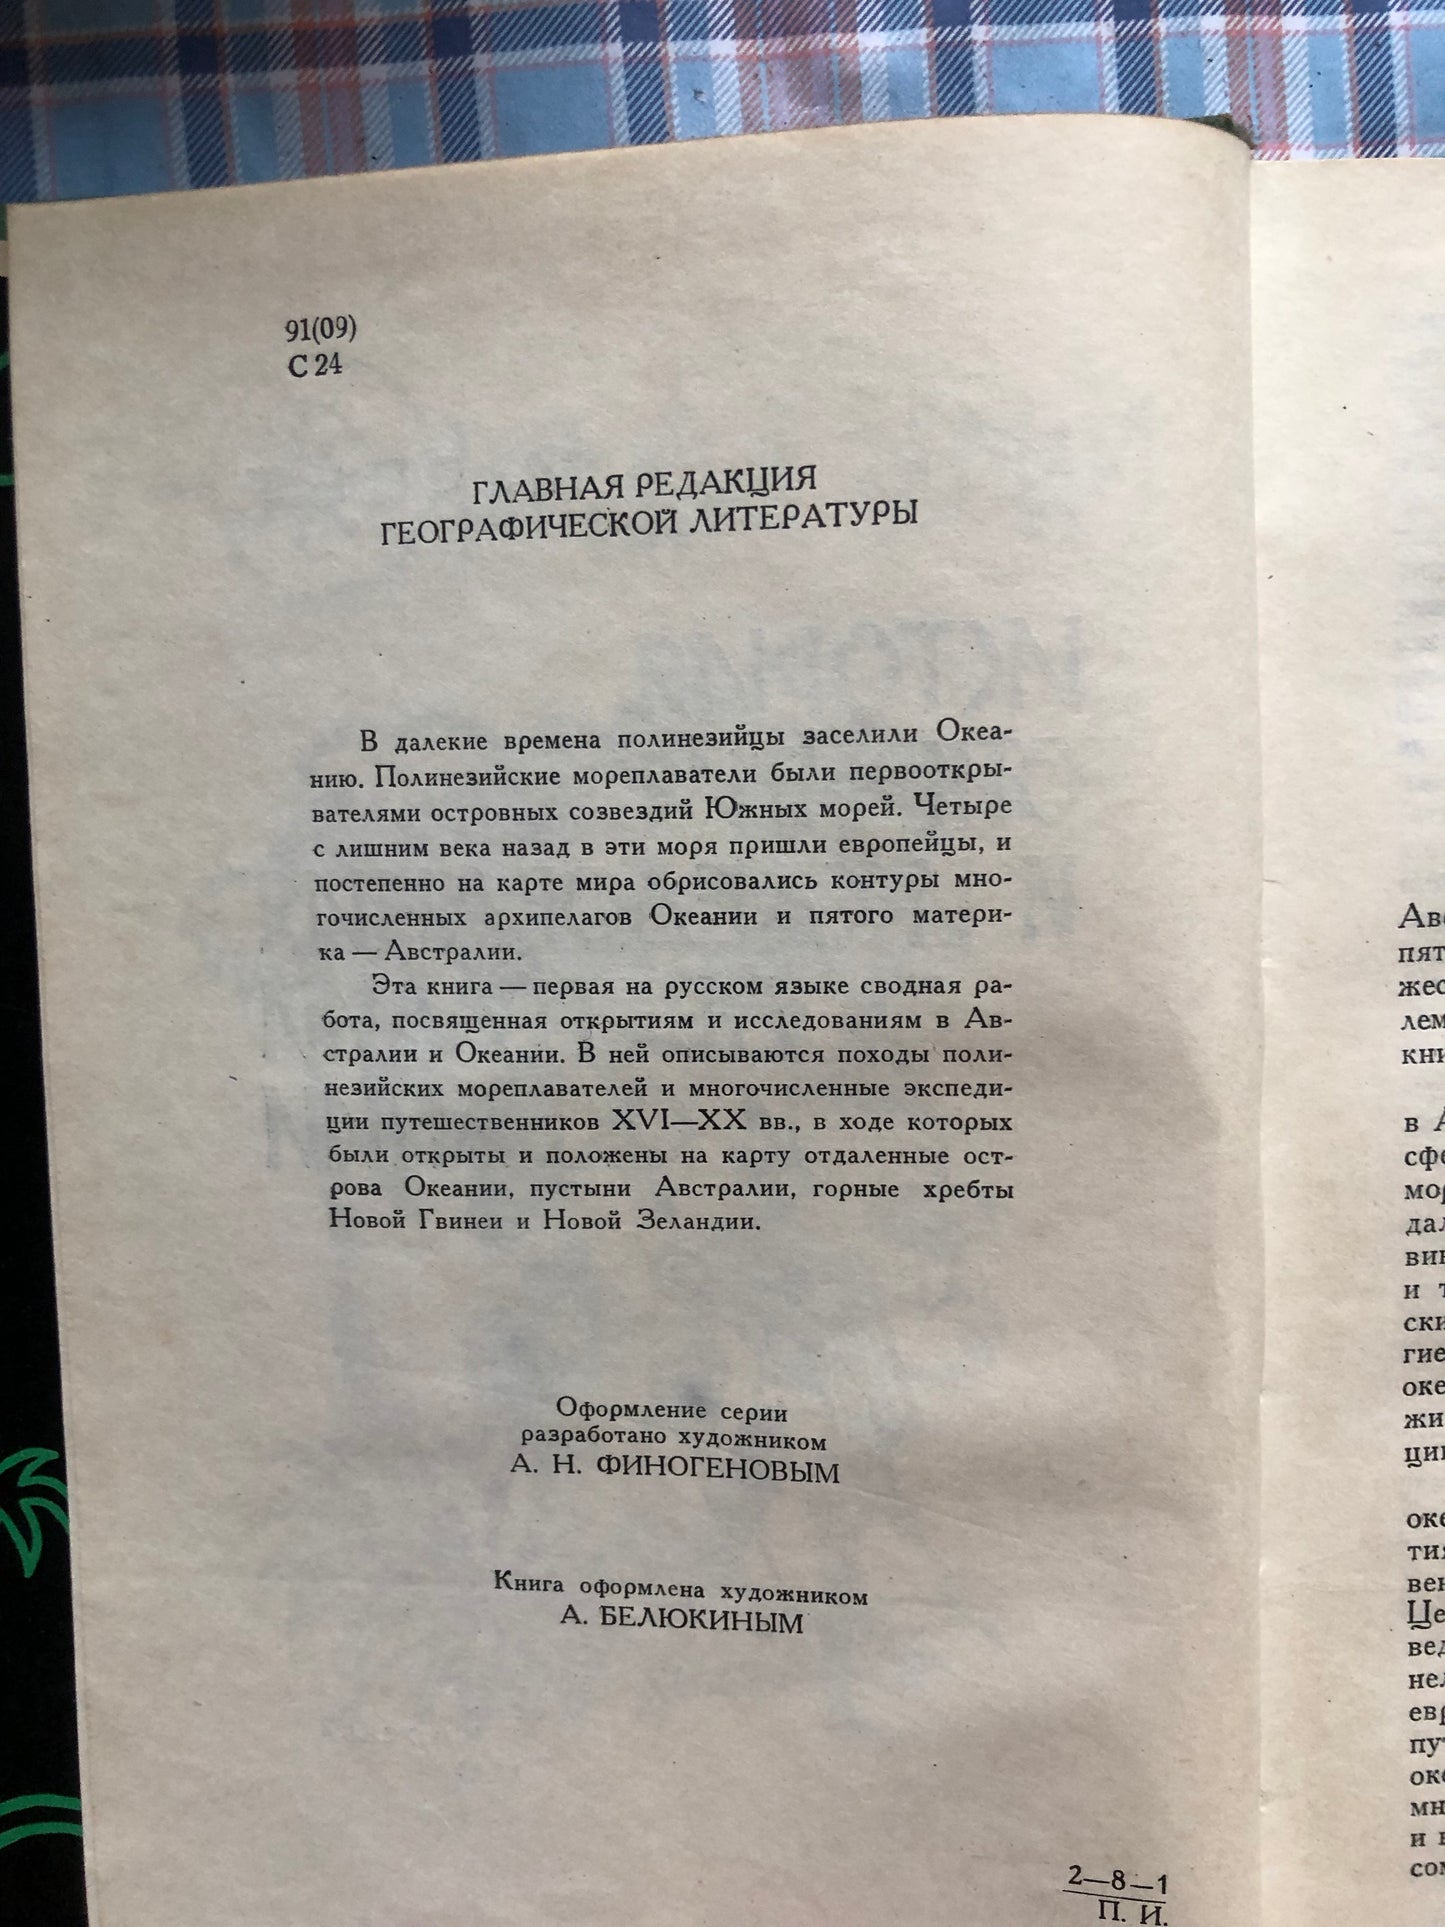 91(09)
С 24
ГЛАВНАЯ РЕДАКЦИЯ
ГЕОГРАФИЧЕСКОЙ ЛИТЕРАТУРЫ
В далекие времена полинезийцы заселили Океа-
нию. Полинезийские мореплаватели были первооткры-
вателями островных созвездий Южных морей. Четыре
с лишним века назад в эти моря пришли европейцы, и
постепенно на карте мира обрисовались контуры мно-
гочисленных архипелагов Океании и пятого матери-
ка — Австралии.
Эта книга — первая на русском языке сводная ра-
бота, посвященная открытиям и исследованиям в Ав-
стралии и Океании. В ней описываются походы поли-
незийских мореплавателей и многочисленные экспеди-
ции путешественников XVI—XX вв., в ходе которых
были открыты и положены на карту отдаленные ост-
рова Океании, пустыни Австралии, горные хребты
Новой Гвинеи и Новой Зеландии.
Оформление серии
разработано художником
А. Н. ФИНОГЕНОВЫМ
Книга оформлена художником
А. БЕЛЮКИНЫМ
2—8—1
П. И.